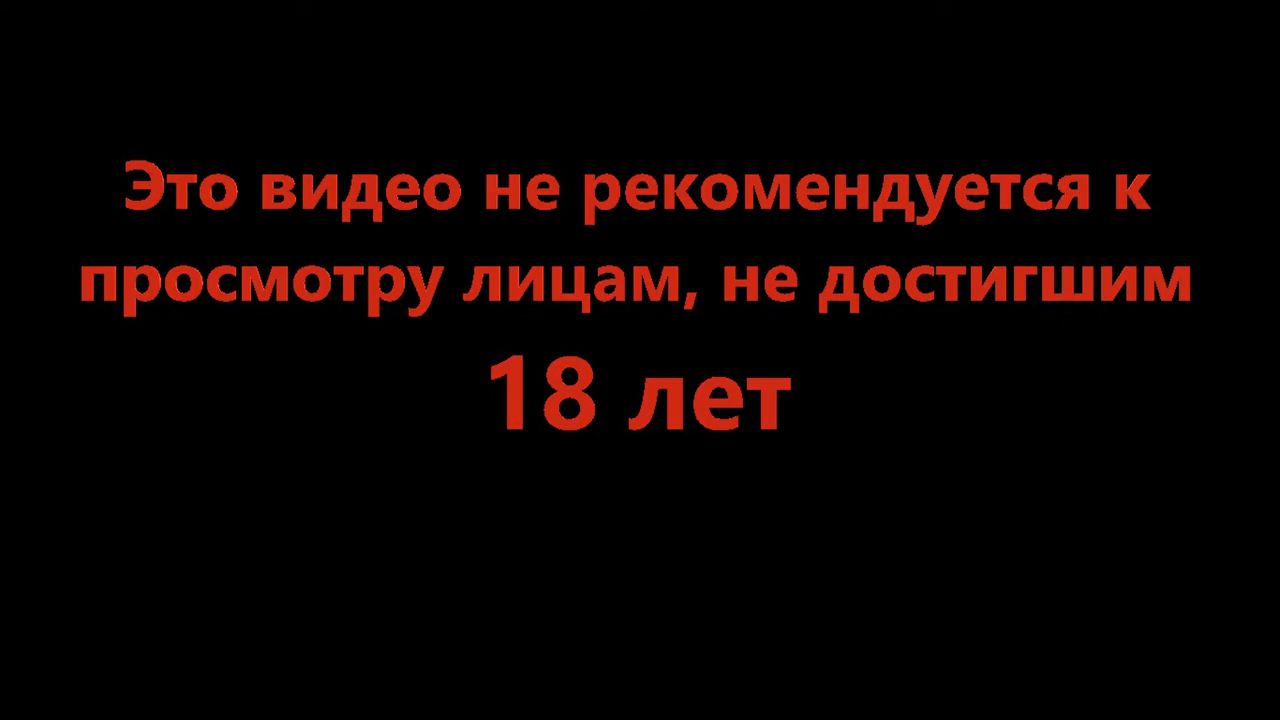 Это видео не рекомендуется к
просмотру лицам, не достигшим
18 лет